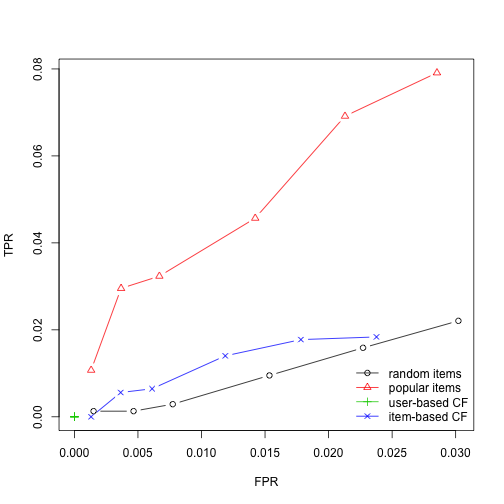 0.08
0.06
0.04
0.02
0.00
TPR
0.000 0.005 0.010 0.015 0.020 0.025 0.030
FPR
random items
popular items
user-based CF
item-based CF